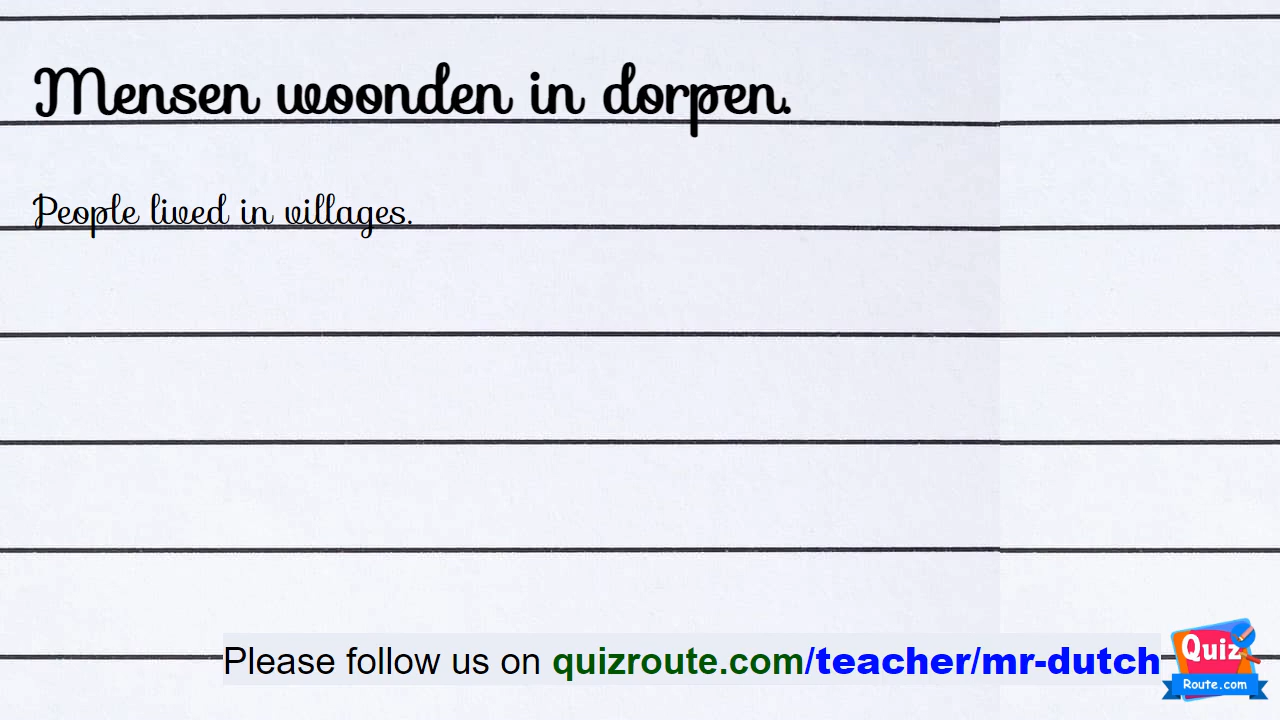 Mensen woonden in dorpen.
People lived in villages.
Please follow us on quizroute.com/teacher/mr-dutch
Quiz
Route.com